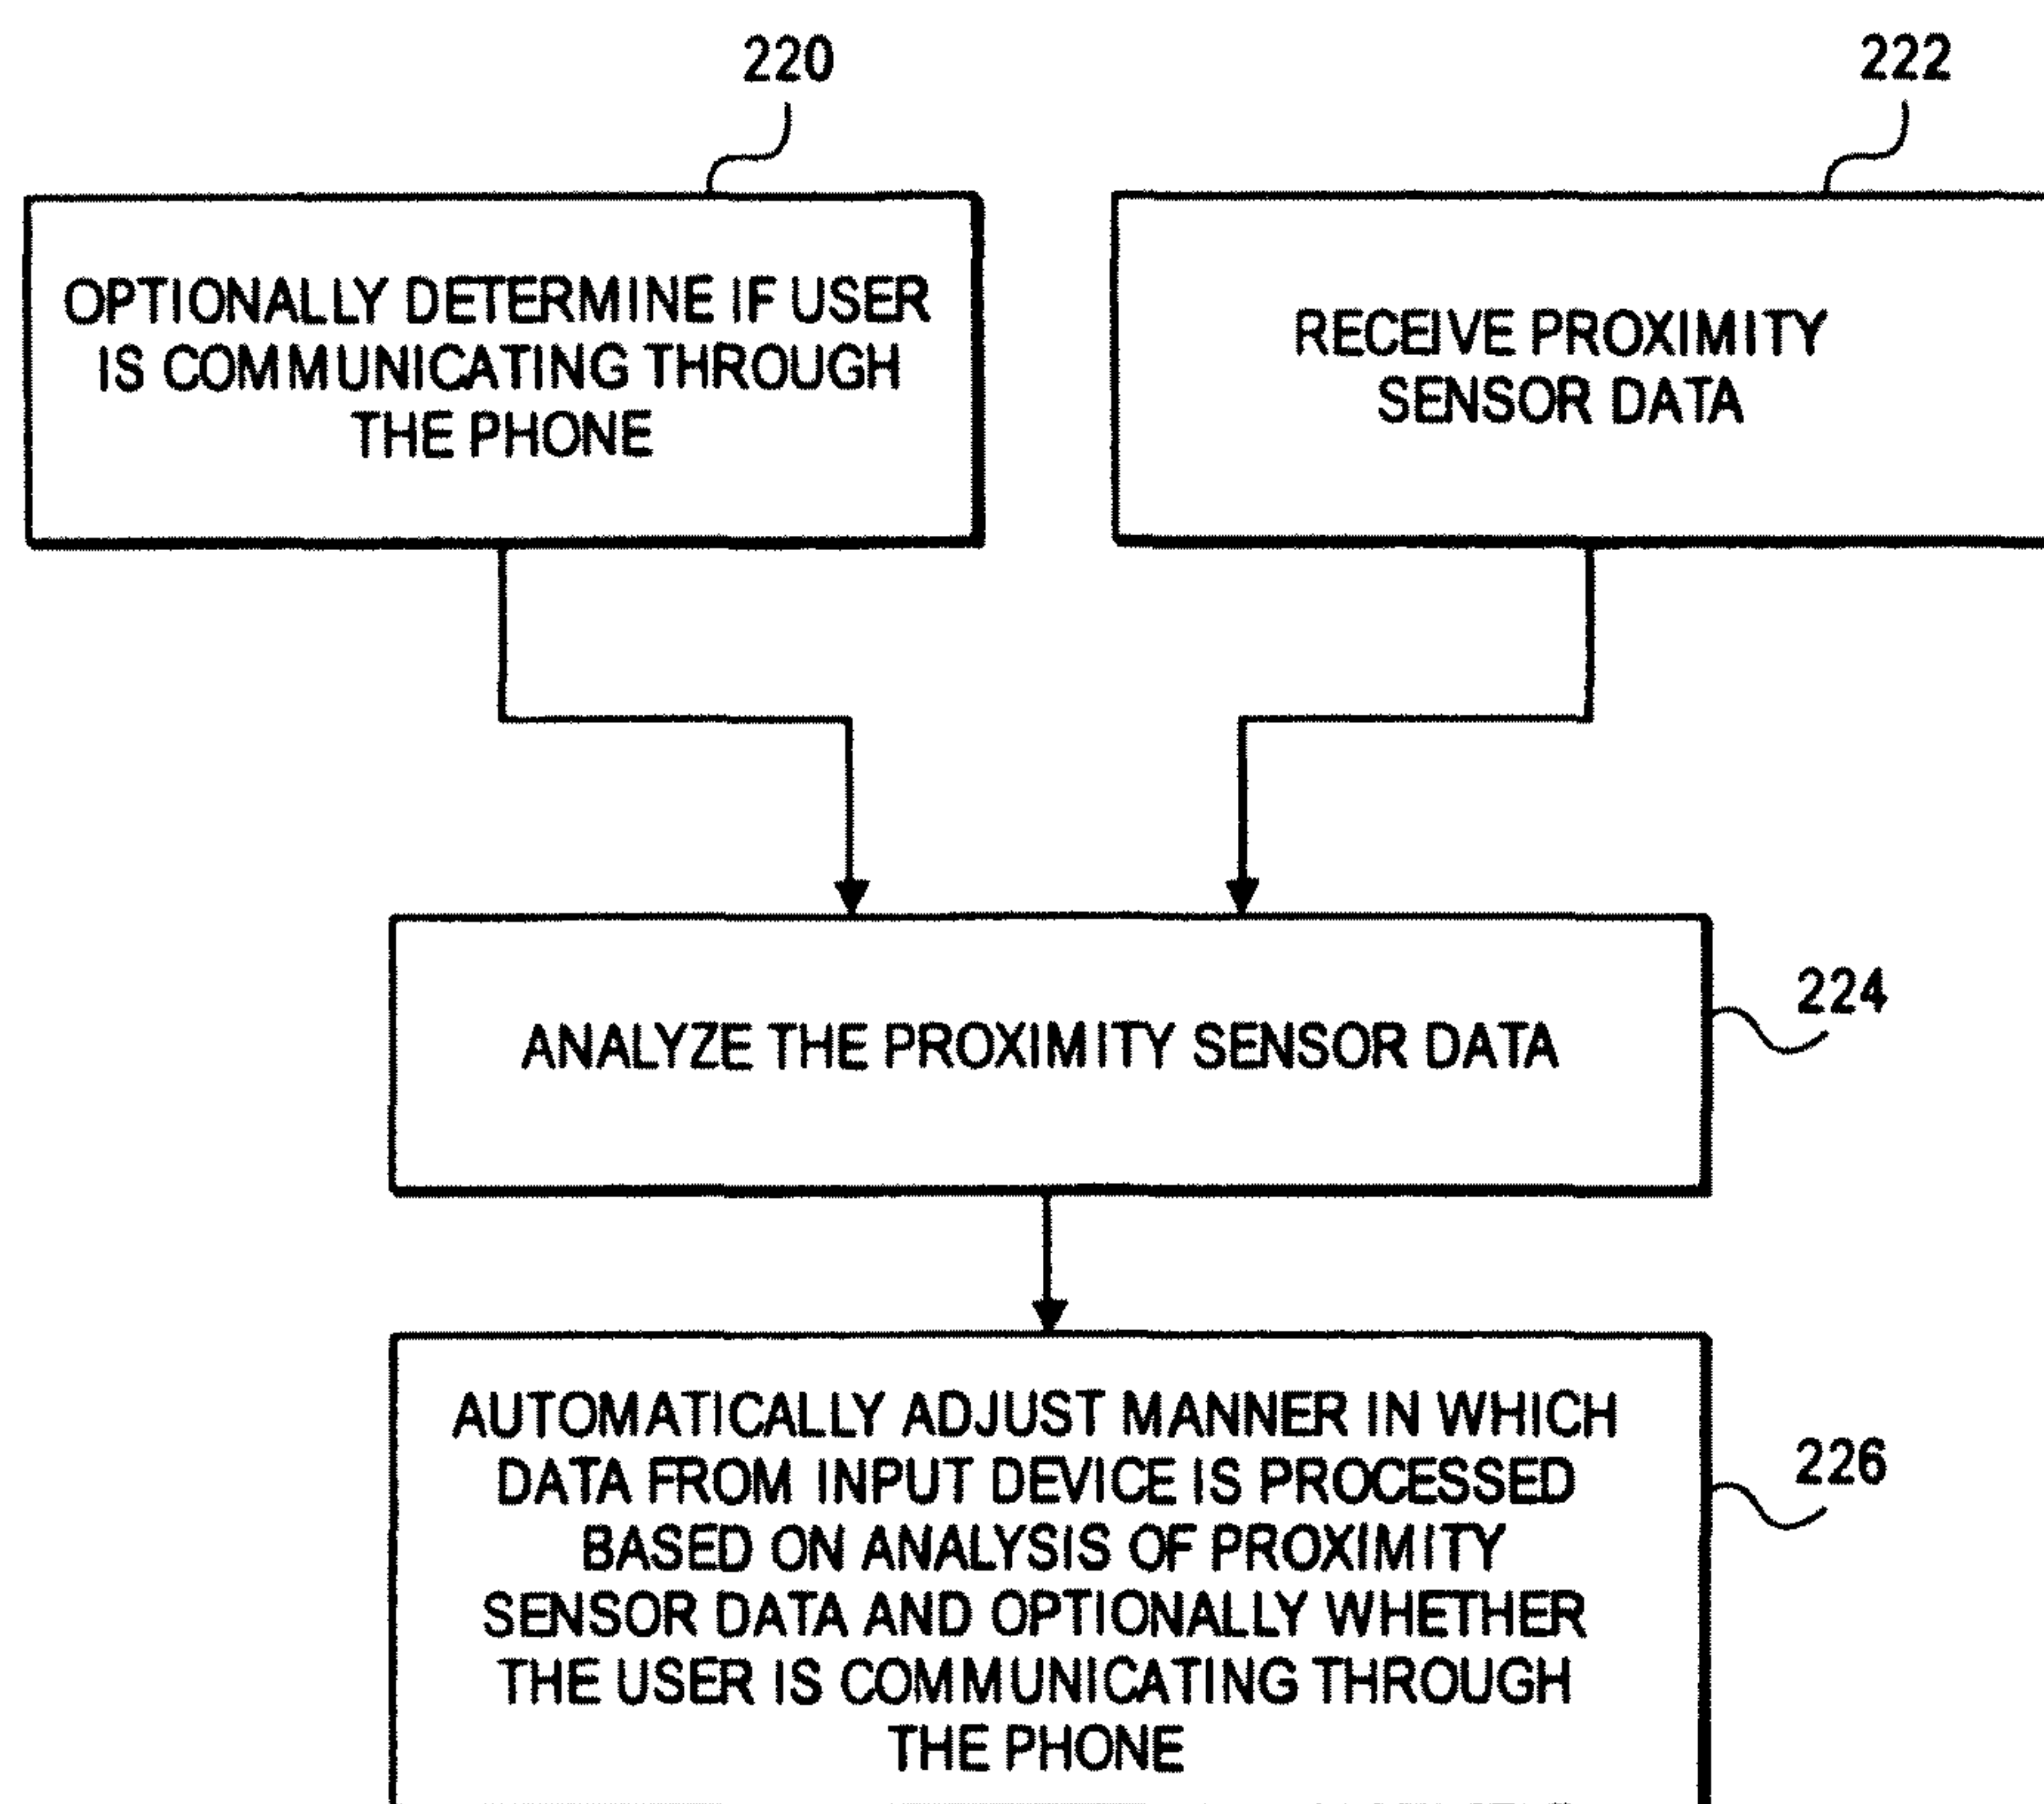 220
222
OPTIONALLY DETERMINE IF USER
IS COMMUNICATING THROUGH
THE PHONE
RECEIVE PROXIMITY
SENSOR DATA
ANALYZE THE PROXIMITY SENSOR DATA
224
AUTOMATICALLY ADJUST MANNER IN WHICH
DATA FROM INPUT DEVICE IS PROCESSED
BASED ON ANALYSIS OF PROXIMITY
SENSOR DATA AND OPTIONALLY WHETHER
THE USER IS COMMUNICATING THROUGH
THE PHONE
226